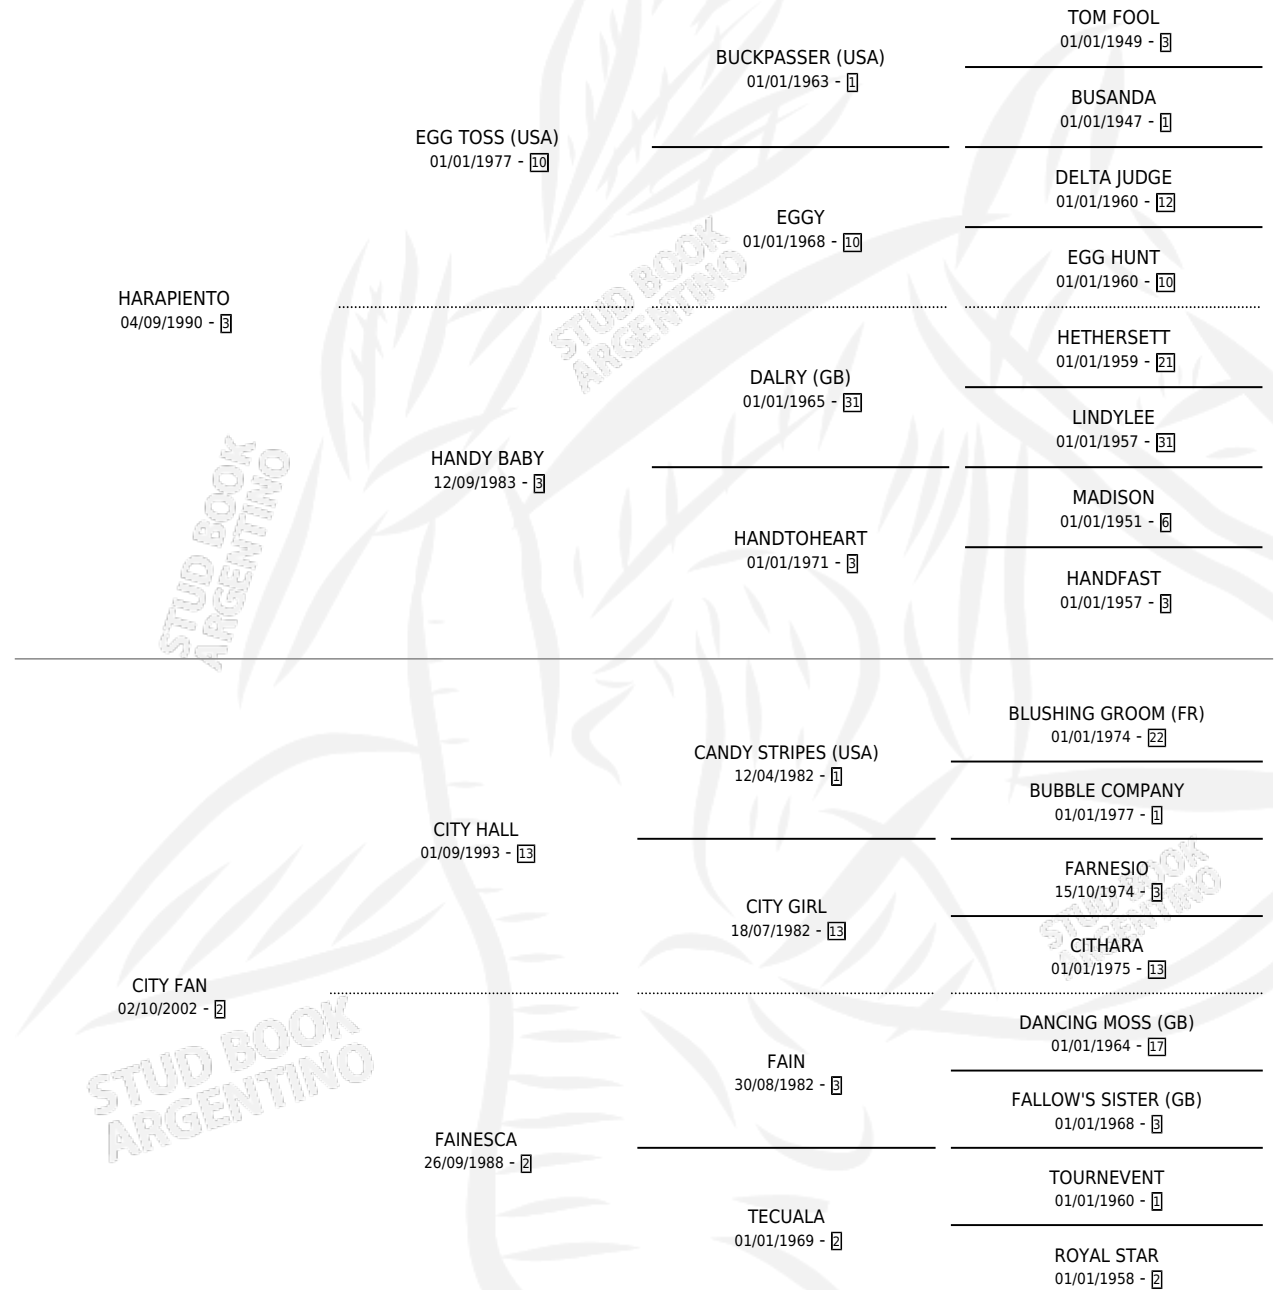 TOM FOOL
01/01/1949 - 3
BUCKPASSER (USA)
01/01/1963 - 1
BUSANDA
01/01/1947 - 1
EGG TOSS (USA)
01/01/1977 - 10
DELTA JUDGE
01/01/1960 - 12
EGGY
01/01/1968 - 10
EGG HUNT
01/01/1960 - 10
HARAPIENTO
04/09/1990 - 3
HETHERSETT
01/01/1959 - 21
DALRY (GB)
01/01/1965 - 31
LINDYLEE
01/01/1957 - 31
HANDY BABY
12/09/1983 - 3
MADISON
01/01/1951 - 6
HANDTOHEART
01/01/1971 - 3
HANDFAST
01/01/1957 - 3
BLUSHING GROOM (FR)
01/01/1974 - 22
CANDY STRIPES (USA)
12/04/1982 - 1
BUBBLE COMPANY
01/01/1977 - 1
CITY HALL
01/09/1993 - 13
FARNESIO
15/10/1974 - 3
CITY GIRL
18/07/1982 - 13
CITHARA
01/01/1975 - 13
CITY FAN
02/10/2002 - 2
DANCING MOSS (GB)
01/01/1964 - 17
FAIN
30/08/1982 - 3
FALLOW'S SISTER (GB)
01/01/1968 - 3
FAINESCA
26/09/1988 - 2
TOURNEVENT
01/01/1960 - 1
TECUALA
01/01/1969 - 2
ROYAL STAR
01/01/1958 - 2
STUD BOOK
ARGENTINO
STUD BOOK
ARGENTINO
STUD BOOK
ARGENTINO
STUD BOOK
ARGENTINO